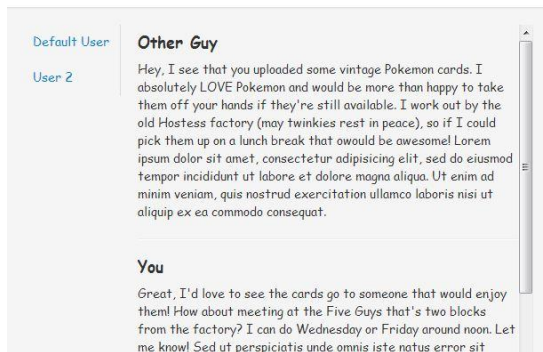 Default User
User 2
Other Guy
Hey, I see that you uploaded some vintage Pokemon cards. I
absolutely LOVE Pokemon and would be more than happy to take
them off your hands if they're still available. I work out by the
old Hostess factory (may twinkies rest in peace), so if I could
pick them up on a lunch break that owould be awesome! Lorem
ipsum dolor sit amet, consectetur adipisicing elit, sed do eiusmod
tempor incididunt ut labore et dolore magna aliqua. Ut enim ad
minim veniam, quis nostrud exercitation ullamco laboris nisi ut
aliquip ex ea commodo consequat.
You
Great, I'd love to see the cards go to someone that would enjoy
them! How about meeting at the Five Guys that's two blocks
from the factory? I can do Wednesday or Friday around noon. Let
me know! Sed ut perspiciatis unde omnis iste natus error sit